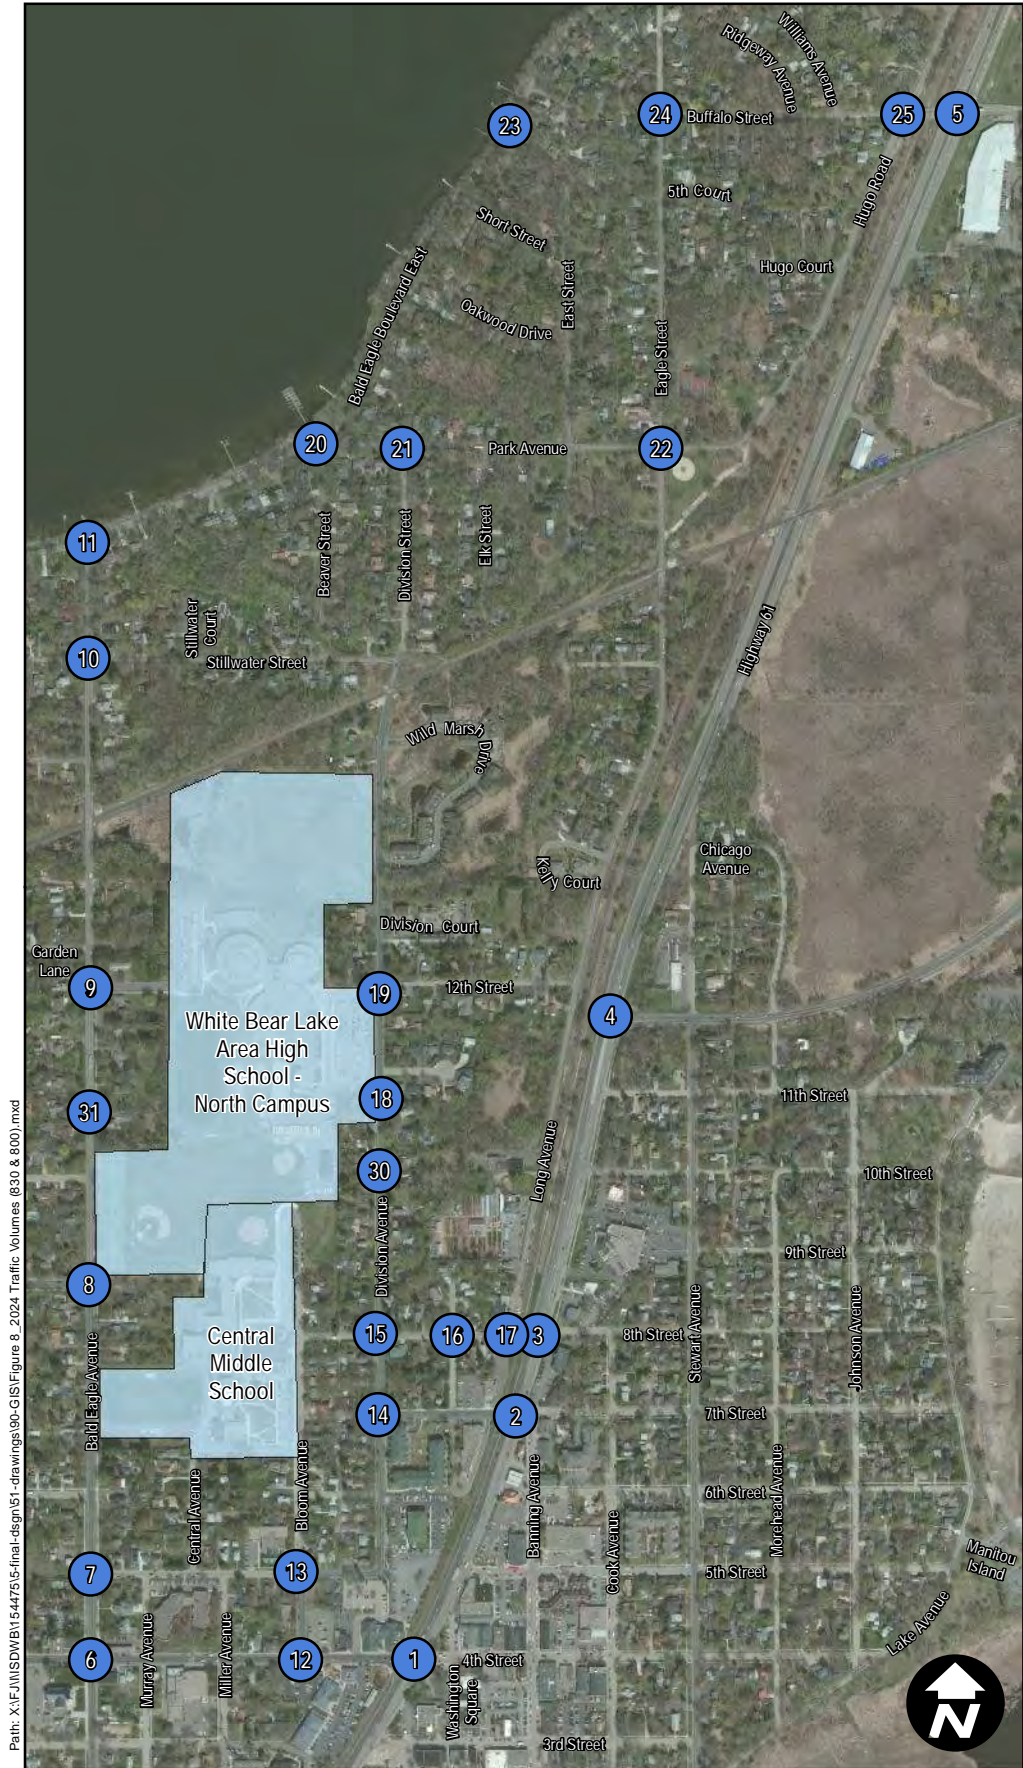 Williams Avenue
Ridgeway Avenue
23
24
Buffalo Street
25
5
5th Court
Hugo Road
Short Street
Hugo Court
East Street
Bald Eagle Boulevard East
Oakwood Drive
Eagle Street
20
21
Park Avenue
22
11
Beaver Street
Division Street
Elk Street
Stillwater
Court
10
Stillwater Street
Highway 61
Wild Marsh Drive
Chicago
Avenue
Kelly Court
Division Court
Garden
Lane
9
19
12th Street
4
White Bear Lake
Area High
School -
North Campus
31
18
11th Street
30
Long Avenue
10th Street
Division Avenue
9th Street
8
Stewart Avenue
Johnson Avenue
Central
Middle
School
15
16
17
3
8th Street
Bald Eagle Avenue
14
2
7th Street
Central Avenue
Bloom Avenue
Banning Avenue
6th Street
Morehead Avenue
Cook Avenue
7
13
5th Street
Manitou
Island
Murray Avenue
Miller Avenue
Lake Avenue
6
12
1
4th Street
Washington
Square
3rd Street
N
Path: X:\FJ\I\ISDWB\154475\5-final-dsgn\51-drawings\90-GIS\Figure 8_2024 Traffic Volumes (830 & 800).mxd